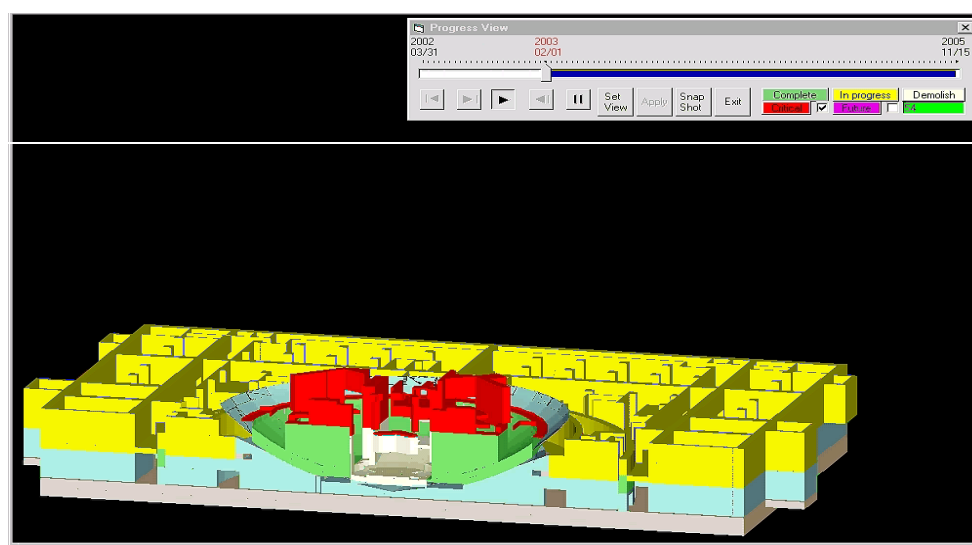 Progress View
2002 2003 2005
03/31 02/01 11/15
Set View Apply Snap Shot Exit
Complete In progress Demolish
Critical Future 54